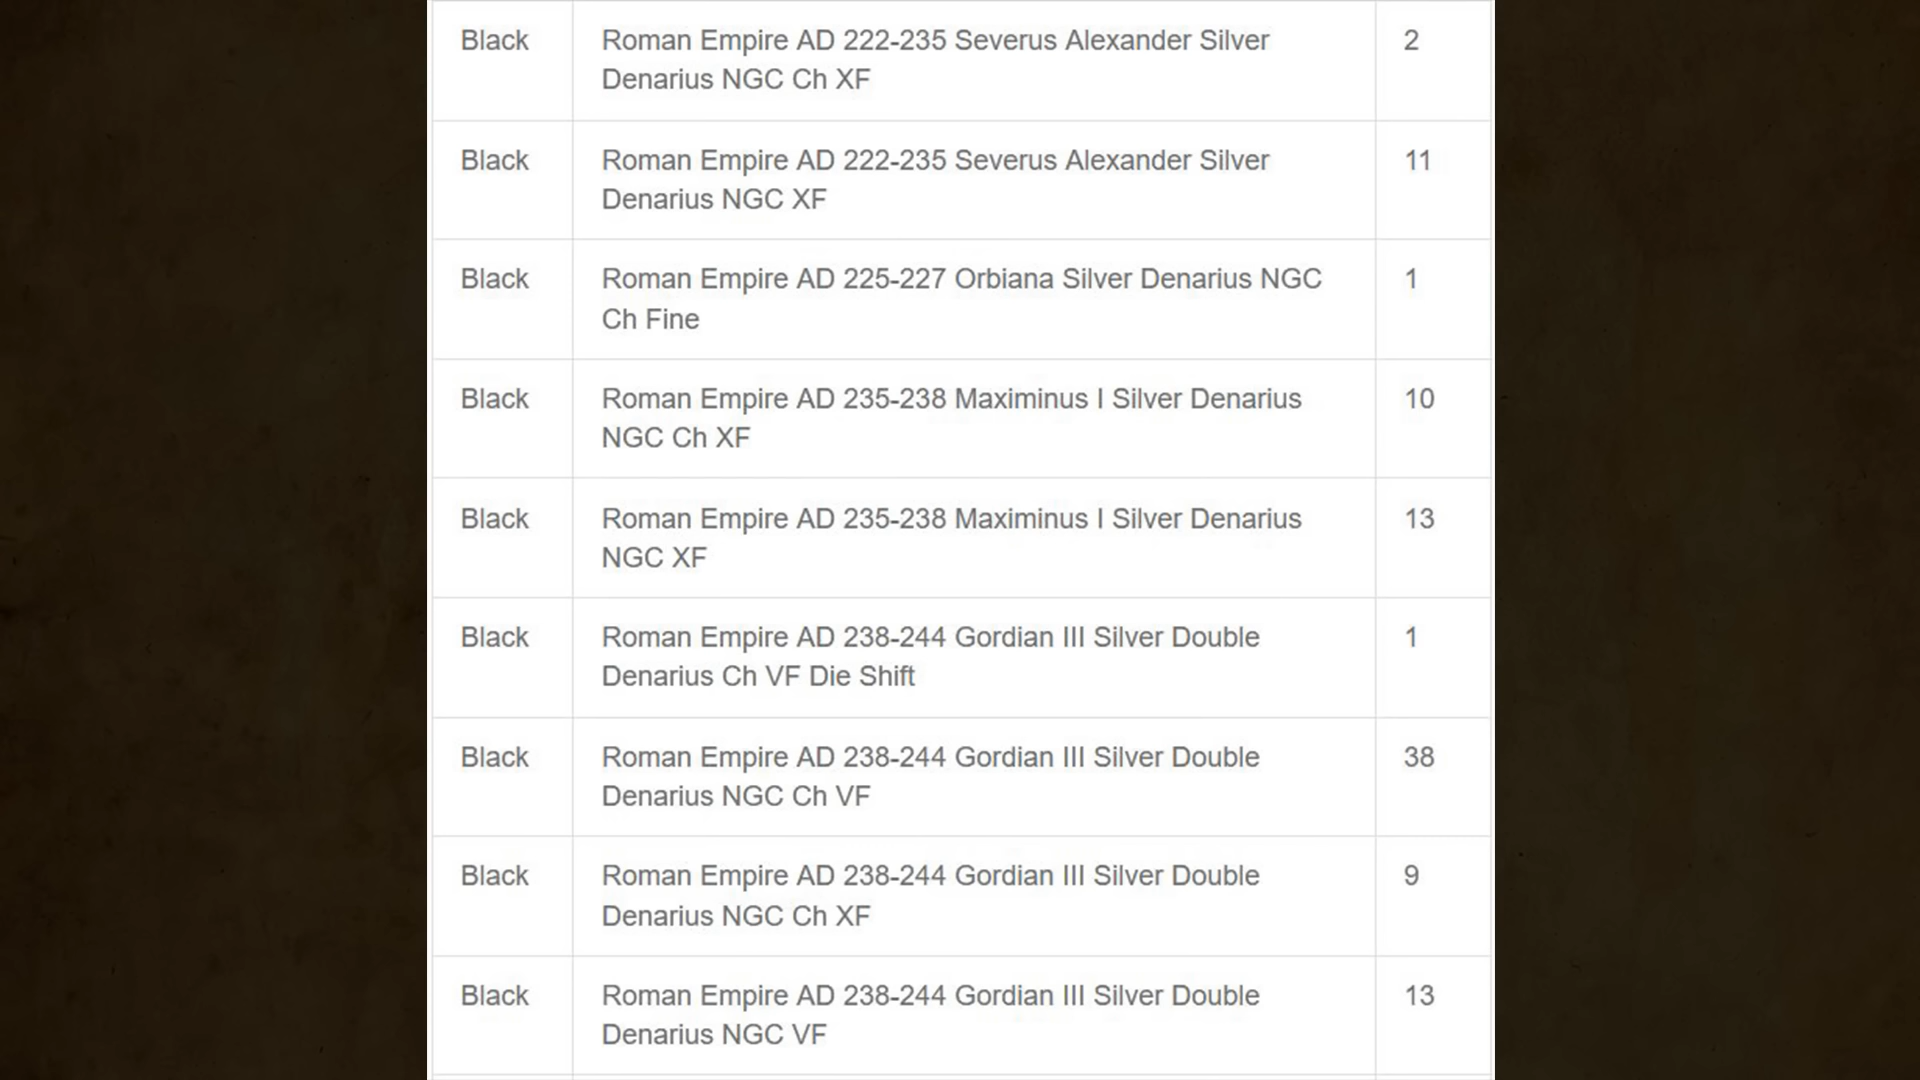 Black Roman Empire AD 222-235 Severus Alexander Silver 2
Denarius NGC Ch XF
Black Roman Empire AD 222-235 Severus Alexander Silver 11
Denarius NGC XF
Black Roman Empire AD 225-227 Orbiana Silver Denarius NGC 1
Ch Fine
Black Roman Empire AD 235-238 Maximinus I Silver Denarius 10
NGC Ch XF
Black Roman Empire AD 235-238 Maximinus I Silver Denarius 13
NGC XF
Black Roman Empire AD 238-244 Gordian III Silver Double 1
Denarius Ch VF Die Shift
Black Roman Empire AD 238-244 Gordian III Silver Double 38
Denarius NGC Ch VF
Black Roman Empire AD 238-244 Gordian III Silver Double 9
Denarius NGC Ch XF
Black Roman Empire AD 238-244 Gordian III Silver Double 13
Denarius NGC VF